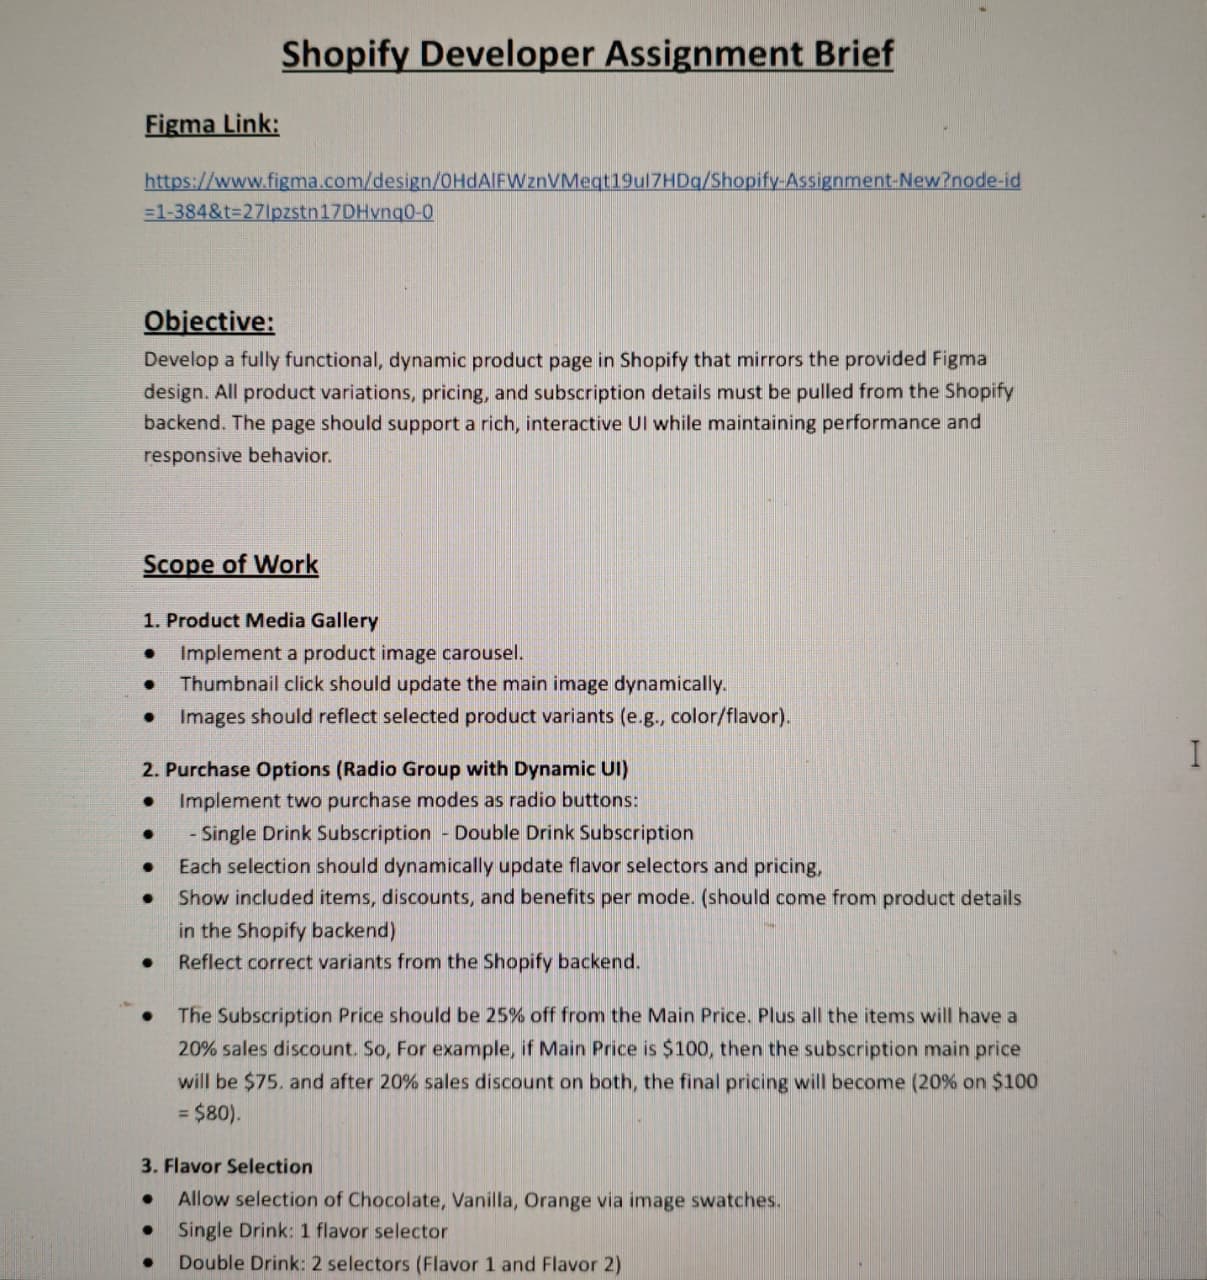 Shopify Developer Assignment Brief
Figma Link:
https://www.figma.com/design/0HdAlFWznVMeqt19ul7HDq/Shopify-Assignment-New?node-id
=1-384&t=27lpzstn17DHvnq0-0
Objective:
Develop a fully functional, dynamic product page in Shopify that mirrors the provided Figma
design. All product variations, pricing, and subscription details must be pulled from the Shopify
backend. The page should support a rich, interactive UI while maintaining performance and
responsive behavior.
Scope of Work
1. Product Media Gallery
● Implement a product image carousel.
● Thumbnail click should update the main image dynamically.
● Images should reflect selected product variants (e.g., color/flavor).
2. Purchase Options (Radio Group with Dynamic UI)
● Implement two purchase modes as radio buttons:
● - Single Drink Subscription - Double Drink Subscription
● Each selection should dynamically update flavor selectors and pricing,
● Show included items, discounts, and benefits per mode. (should come from product details
in the Shopify backend)
● Reflect correct variants from the Shopify backend.
● The Subscription Price should be 25% off from the Main Price. Plus all the items will have a
20% sales discount. So, For example, if Main Price is $100, then the subscription main price
will be $75. and after 20% sales discount on both, the final pricing will become (20% on $100
= $80).
3. Flavor Selection
● Allow selection of Chocolate, Vanilla, Orange via image swatches.
● Single Drink: 1 flavor selector
● Double Drink: 2 selectors (Flavor 1 and Flavor 2)